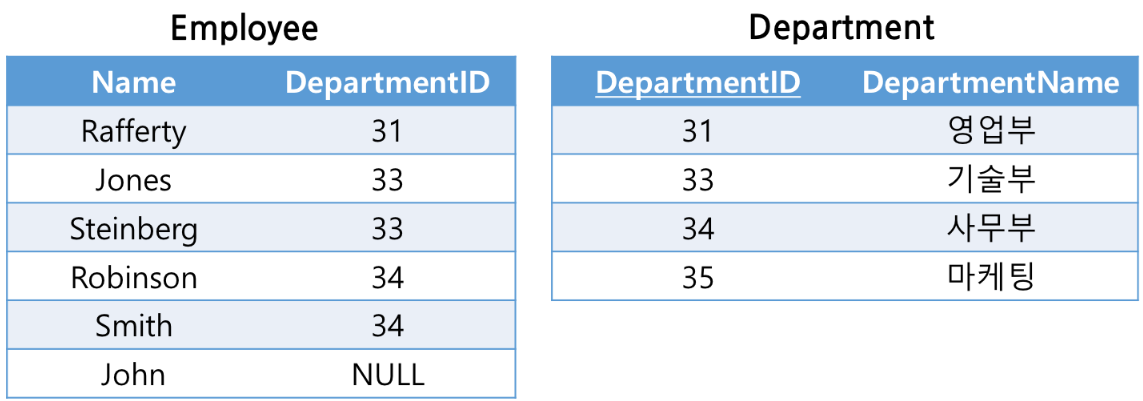 Employee
Name DepartmentID
Rafferty 31
Jones 33
Steinberg 33
Robinson 34
Smith 34
John NULL
Department
DepartmentID DepartmentName
31 영업부
33 기술부
34 사무부
35 마케팅